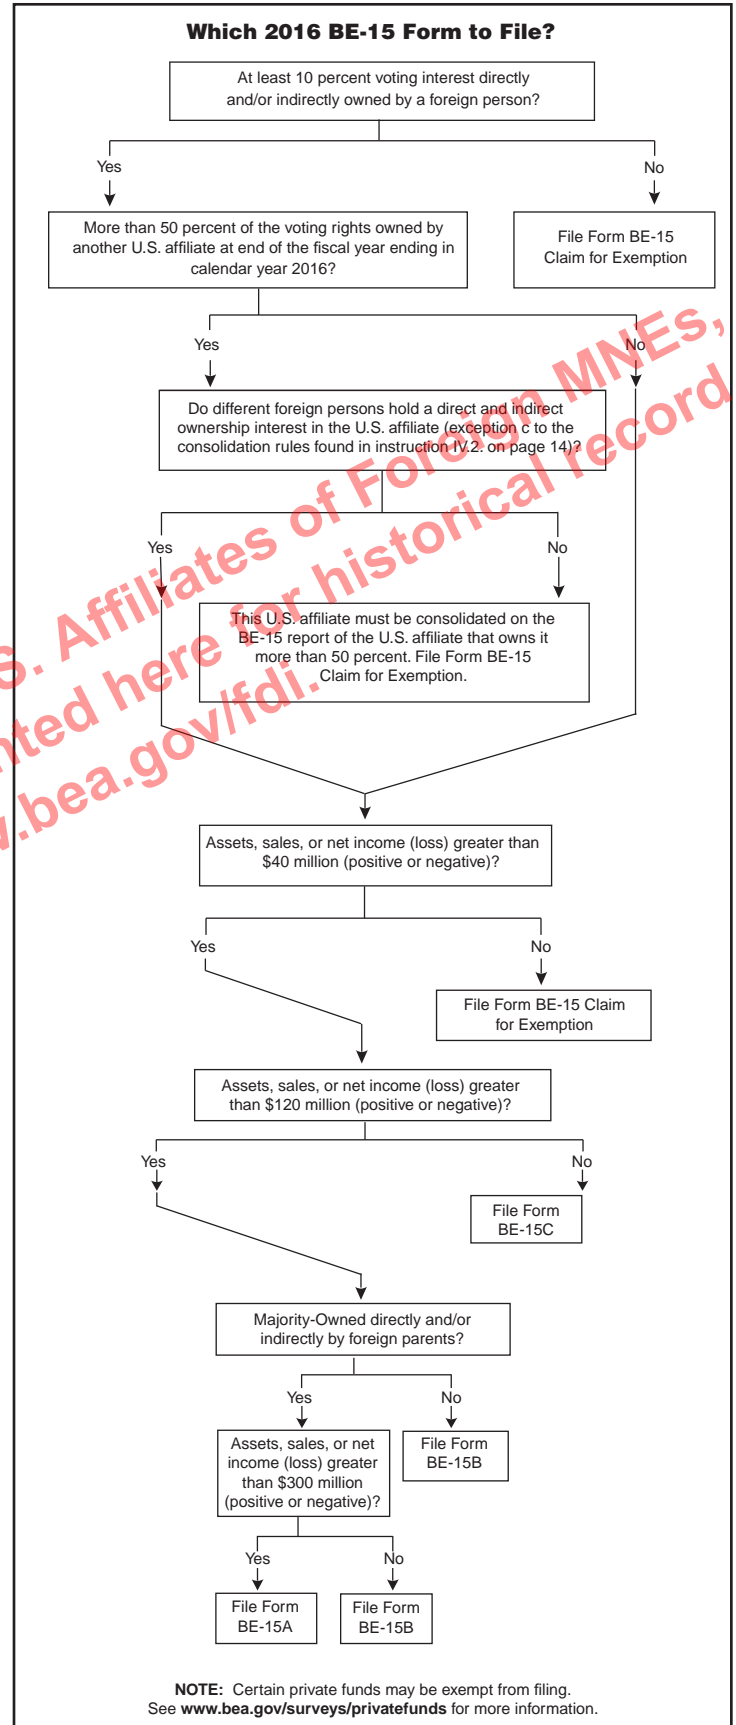 Which 2016 BE-15 Form to File?
At least 10 percent voting interest directly
and/or indirectly owned by a foreign person?
Yes
No
More than 50 percent of the voting rights owned by
another U.S. affiliate at end of the fiscal year ending in
calendar year 2016?
File Form BE-15
Claim for Exemption
Yes
No
Do different foreign persons hold a direct and indirect
ownership interest in the U.S. affiliate (exception c to the
consolidation rules found in instruction IV.2. on page 14)?
Yes
No
This U.S. affiliate must be consolidated on the
BE-15 report of the U.S. affiliate that owns it
more than 50 percent. File Form BE-15
Claim for Exemption.
Assets, sales, or net income (loss) greater than
$40 million (positive or negative)?
Yes
No
File Form BE-15 Claim
for Exemption
Assets, sales, or net income (loss) greater
than $120 million (positive or negative)?
Yes
No
File Form
BE-15C
Majority-Owned directly and/or
indirectly by foreign parents?
Yes
No
Assets, sales, or net
income (loss) greater
than $300 million
(positive or negative)?
File Form
BE-15B
Yes
No
File Form
BE-15A
File Form
BE-15B
NOTE: Certain private funds may be exempt from filing.
See www.bea.gov/surveys/privatefunds for more information.
S. Affiliates of Foreign MNEs,
here for historical record
.bea.gov/fdi.